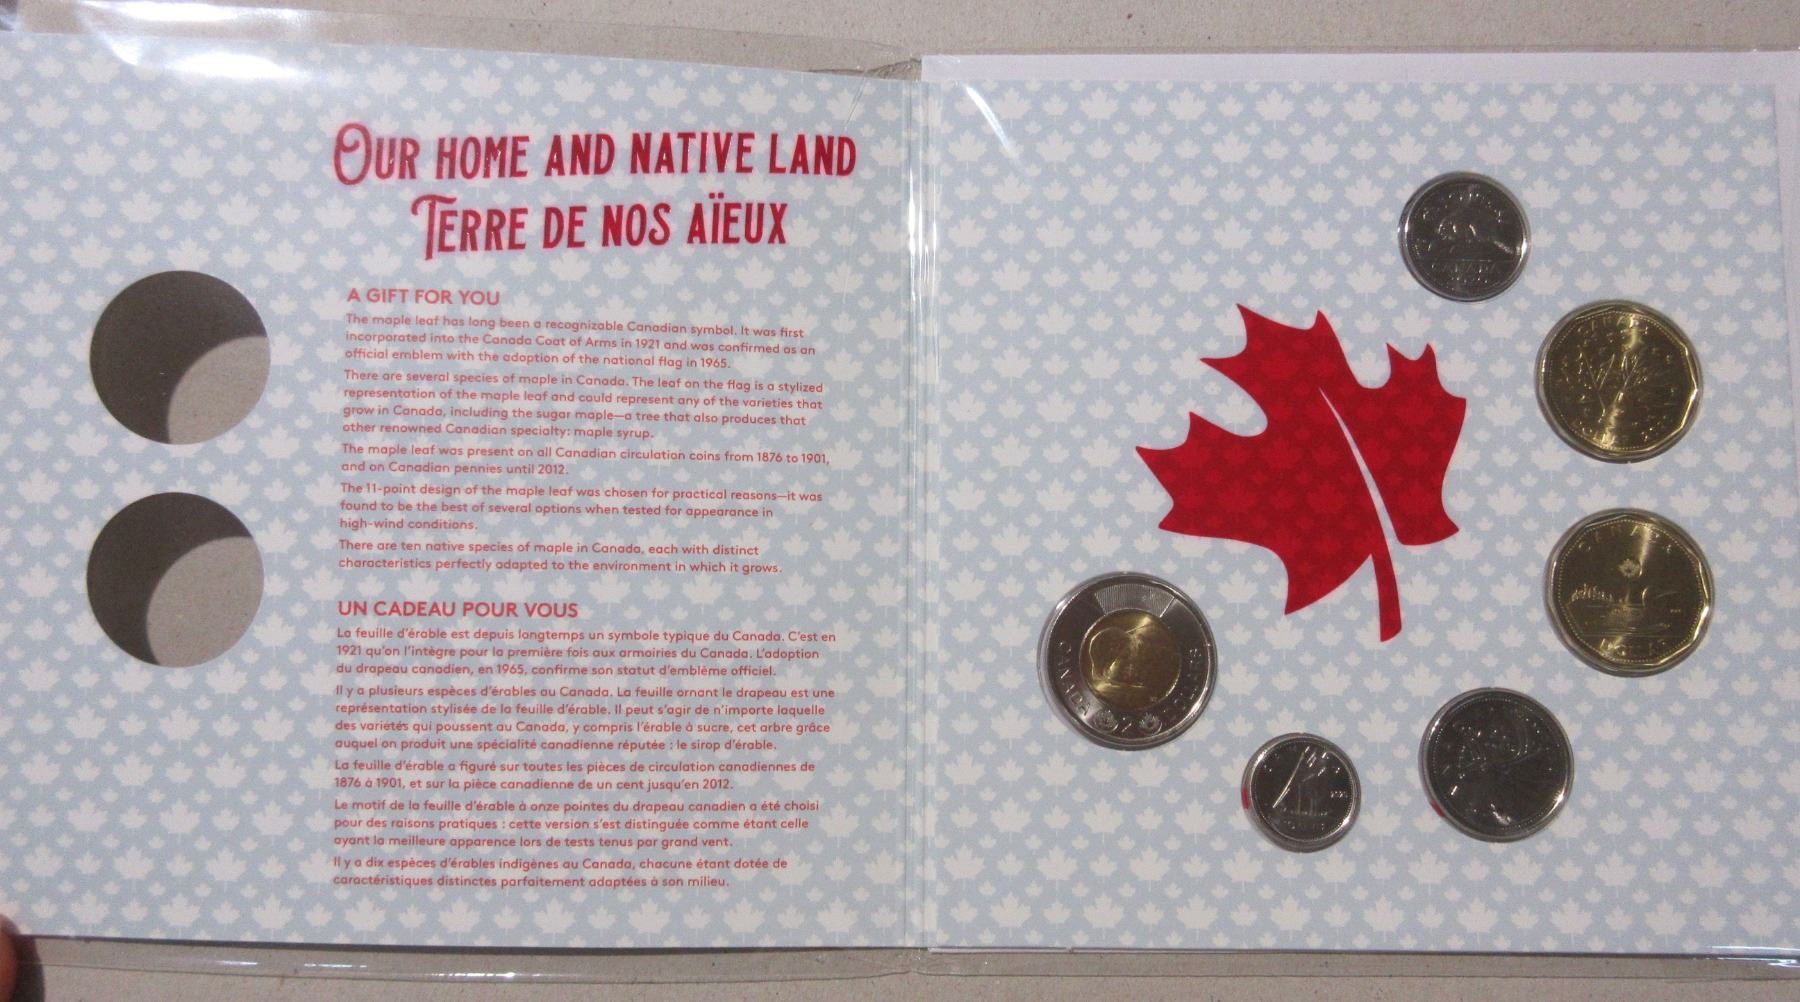 OUR HOME AND NATIVE LAND
TERRE DE NOS AÏEUX
A GIFT FOR YOU
The maple leaf has long been a recognizable Canadian symbol. It was first
incorporated into the Canada Coat of Arms in 1921 and was confirmed as an
official emblem with the adoption of the national flag in 1965.
There are several species of maple in Canada. The leaf on the flag is a stylized
representation of the maple leaf and could represent any of the varieties that
grow in Canada, including the sugar maple—a tree that also produces that
other renowned Canadian specialty: maple syrup.
The maple leaf was present on all Canadian circulation coins from 1876 to 1901,
and on Canadian pennies until 2012.
The 11-point design of the maple leaf was chosen for practical reasons—it was
found to be the best of several options when tested for appearance in
high-wind conditions.
There are ten native species of maple in Canada, each with distinct
characteristics perfectly adapted to the environment in which it grows.
UN CADEAU POUR VOUS
La feuille d'érable est depuis longtemps un symbole typique du Canada. C'est en
1921 qu'on l'intègre pour la première fois aux armoiries du Canada. L'adoption
du drapeau canadien, en 1965, confirme son statut d'emblème officiel.
Il y a plusieurs espèces d'érables au Canada. La feuille ornant le drapeau est une
représentation stylisée de la feuille d'érable. Il peut s'agir de n'importe laquelle
des variétés qui poussent au Canada, y compris l'érable à sucre, cet arbre grâce
auquel on produit une spécialité canadienne réputée : le sirop d'érable.
La feuille d'érable a figuré sur toutes les pièces de circulation canadiennes de
1876 à 1901, et sur la pièce canadienne de un cent jusqu'en 2012.
Le motif de la feuille d'érable à onze pointes du drapeau canadien a été choisi
pour des raisons pratiques : cette version s'est distinguée comme étant celle
ayant la meilleure apparence lors de tests tenus par grand vent.
Il y a dix espèces d'érables indigènes au Canada, chacune étant dotée de
caractéristiques distinctes parfaitement adaptées à son milieu.
CANADA
CANADA
CANADA
DOLLAR
CANADA 2 DOLLARS